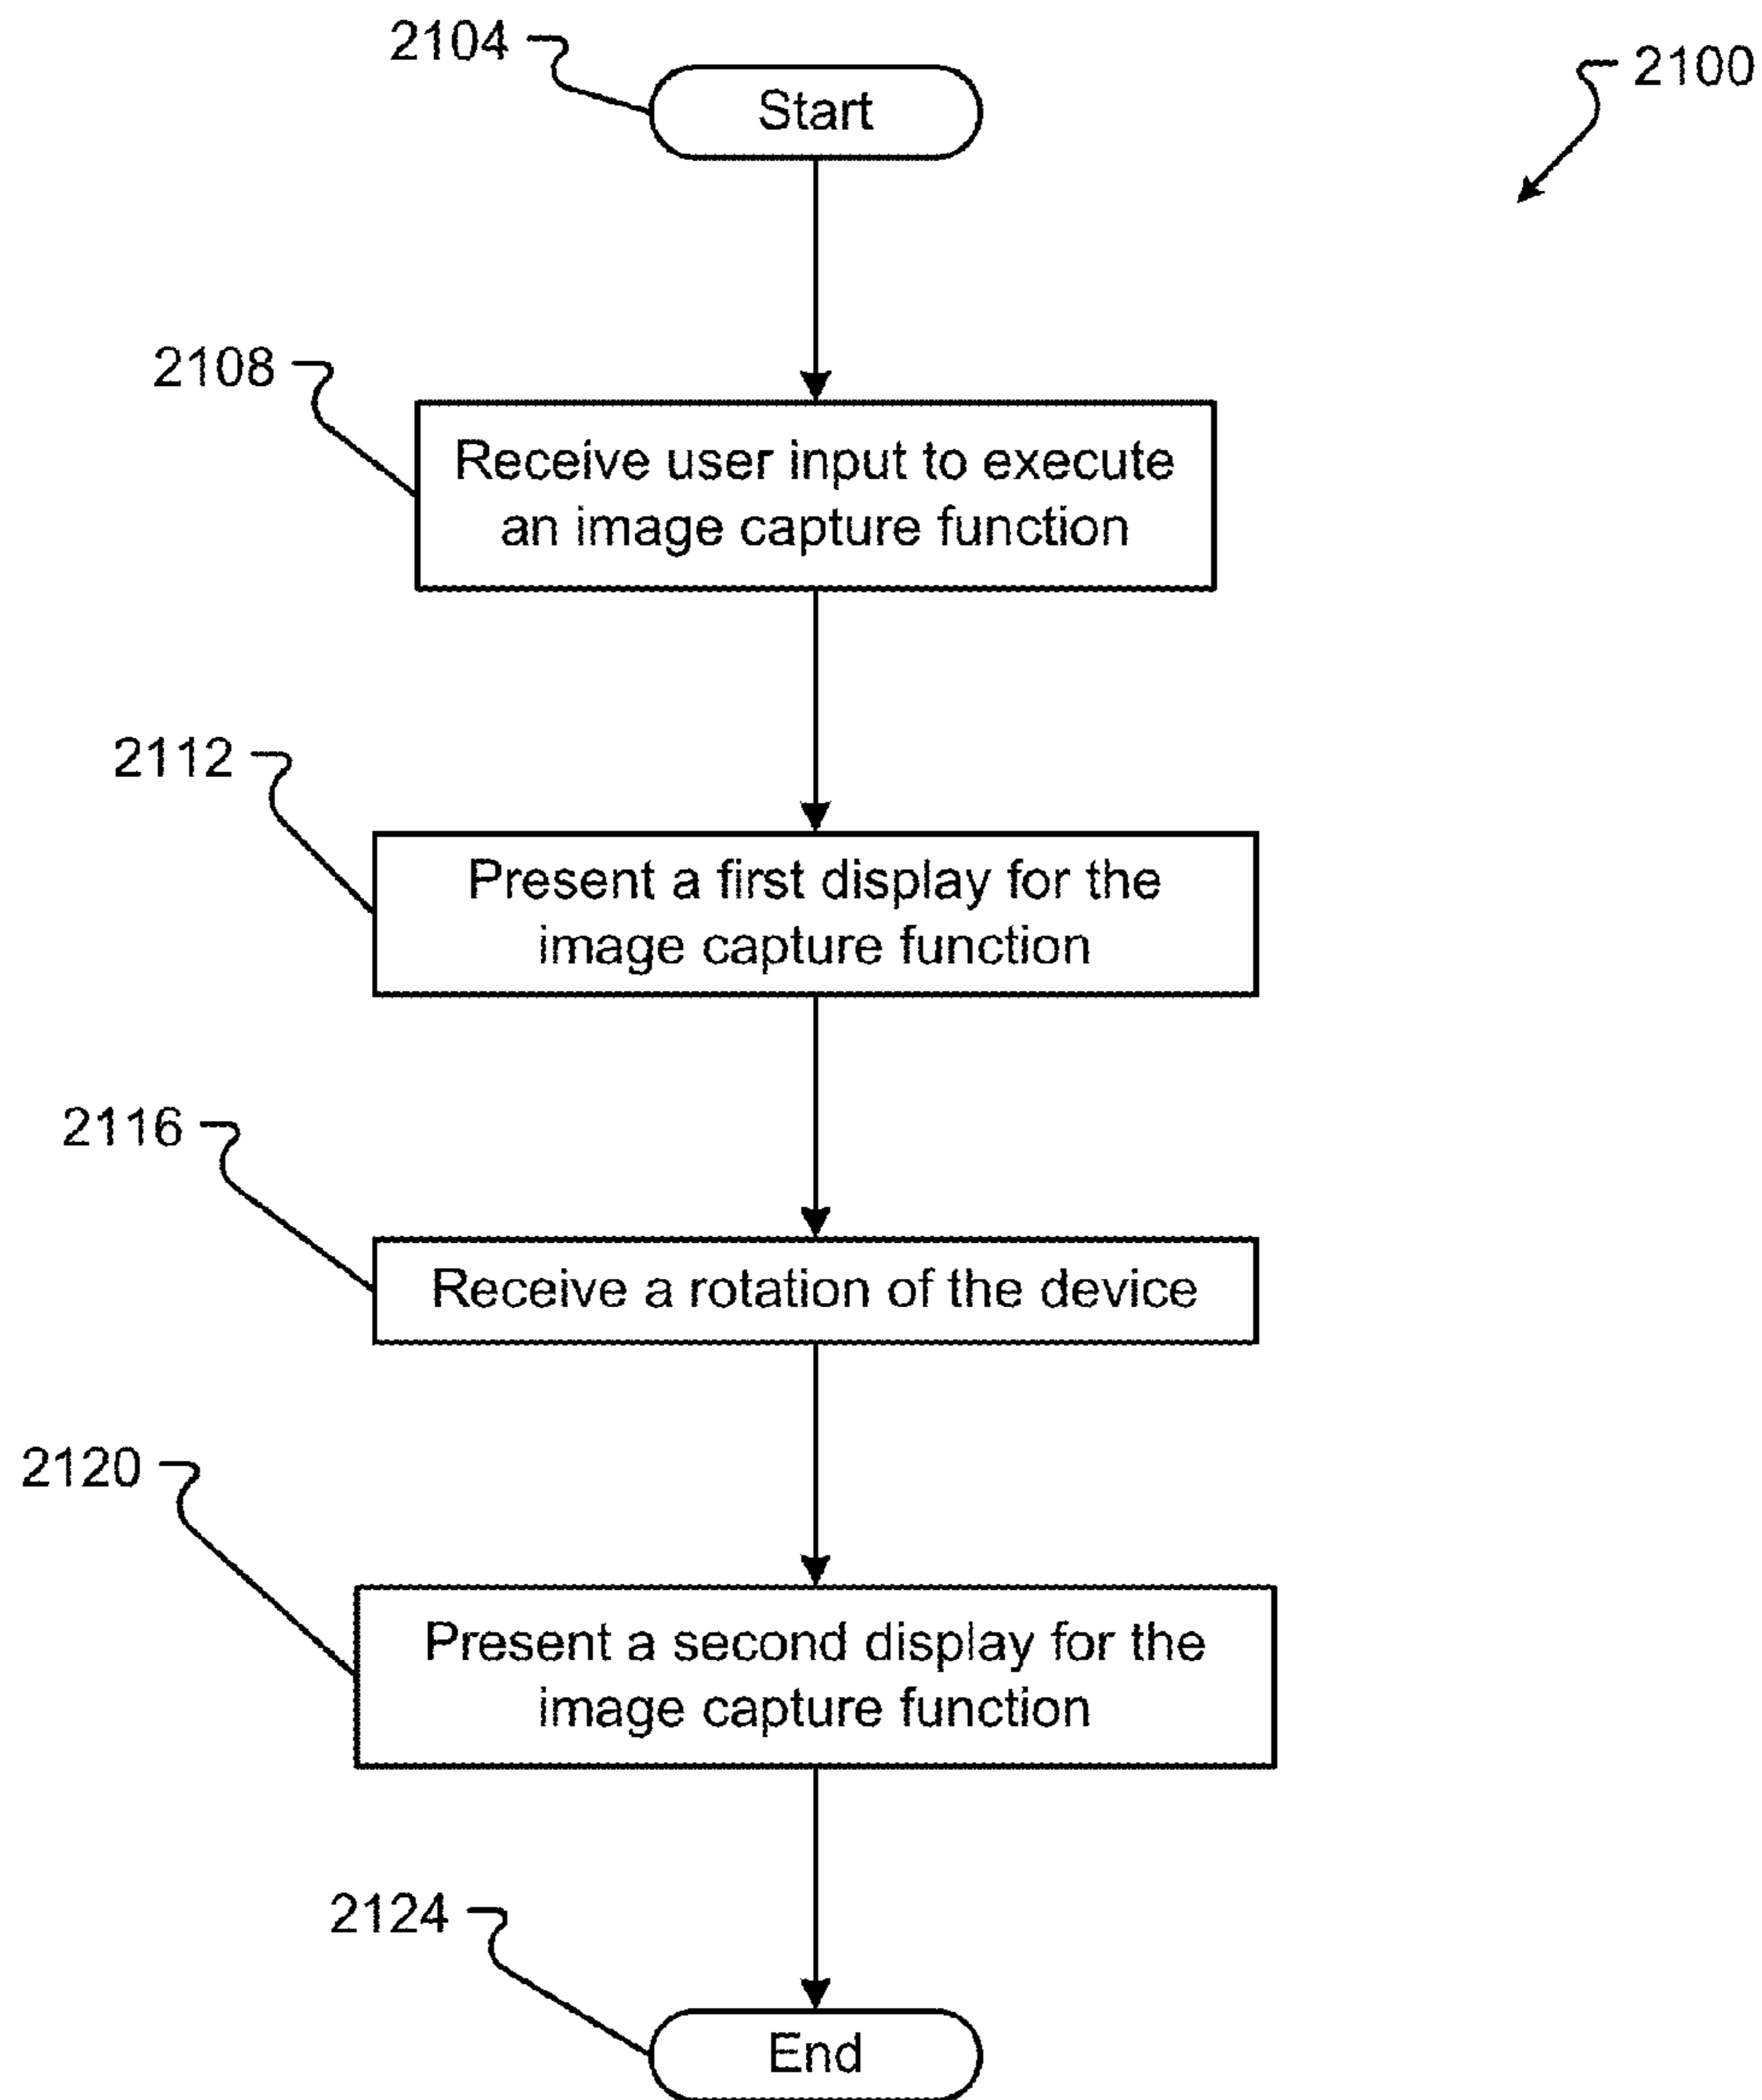 2104
Start
2100
2108
Receive user input to execute
an image capture function
2112
Present a first display for the
image capture function
2116
Receive a rotation of the device
2120
Present a second display for the
image capture function
2124
End